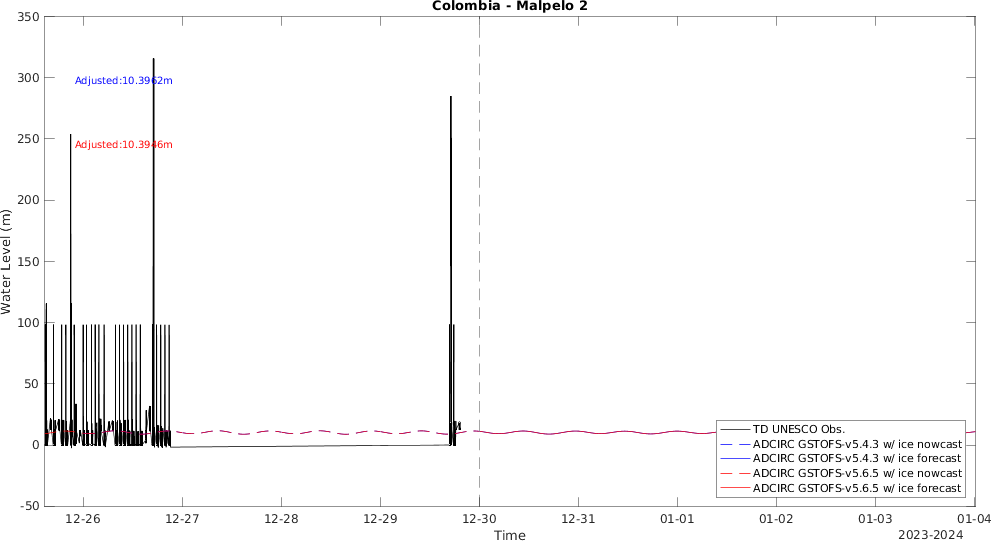 Colombia - Malpelo 2
350
300
250
200
150
100
50
0
-50
Water Level (m)
Adjusted:10.3962m
Adjusted:10.3946m
TD UNESCO Obs.
ADCIRC GSTOFS-v5.4.3 w/ ice nowcast
ADCIRC GSTOFS-v5.4.3 w/ ice forecast
ADCIRC GSTOFS-v5.6.5 w/ ice nowcast
ADCIRC GSTOFS-v5.6.5 w/ ice forecast
12-26 12-27 12-28 12-29 12-30 12-31 01-01 01-02 01-03 01-04
Time
2023-2024